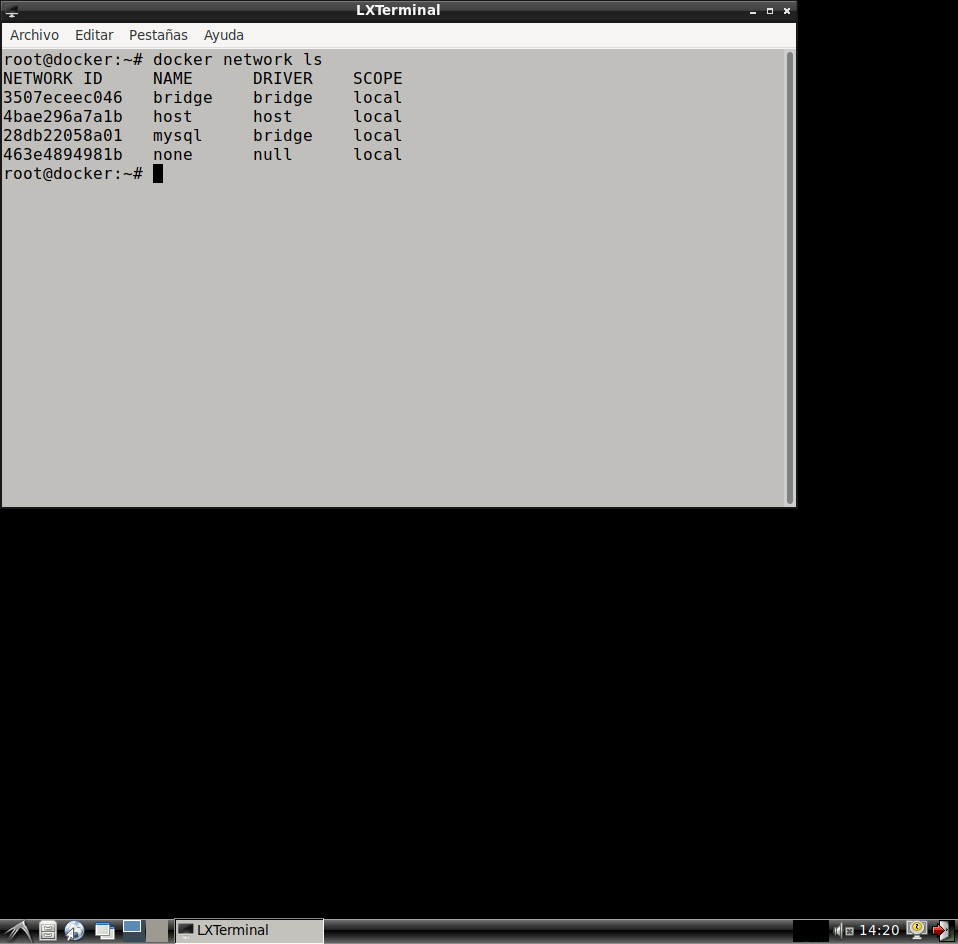 LXTerminal
Archivo Editar Pestañas Ayuda
root@docker:~# docker network ls
NETWORK ID NAME DRIVER SCOPE
3507eceec046 bridge bridge local
4bae296a7a1b host host local
28db22058a01 mysql bridge local
463e4894981b none null local
root@docker:~#
LXTerminal 14:20